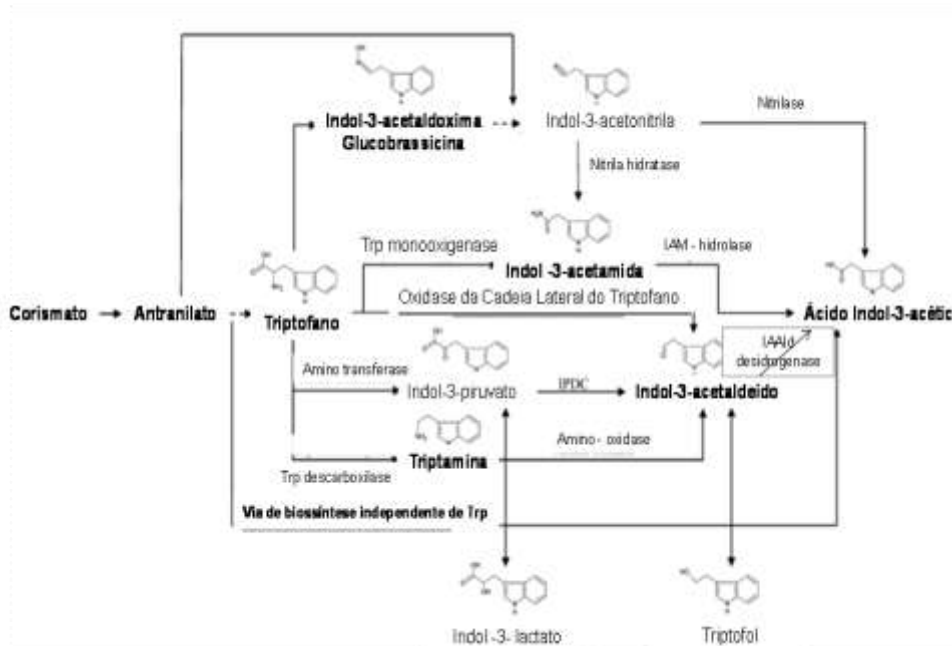 Indol-3-acetaldoxima
Glucobrassicina
Indol-3-acetonitrila
Nitrilase
Nitrila hidratase
Trp monooxigenase
Indol -3-acetamida
IAM - hidrolase
Oxidase da Cadeia Lateral do Triptofano
Corismato
Antranilato
Triptofano
Ácido Indol-3-acétic
IAAld
desidrogenase
Amino transferase
Indol-3-piruvato
IPDC
Indol-3-acetaldeído
Triptamina
Amino - oxidase
Trp descarboxilase
Via de biossíntese independente de Trp
Indol -3- lactato
Triptofol